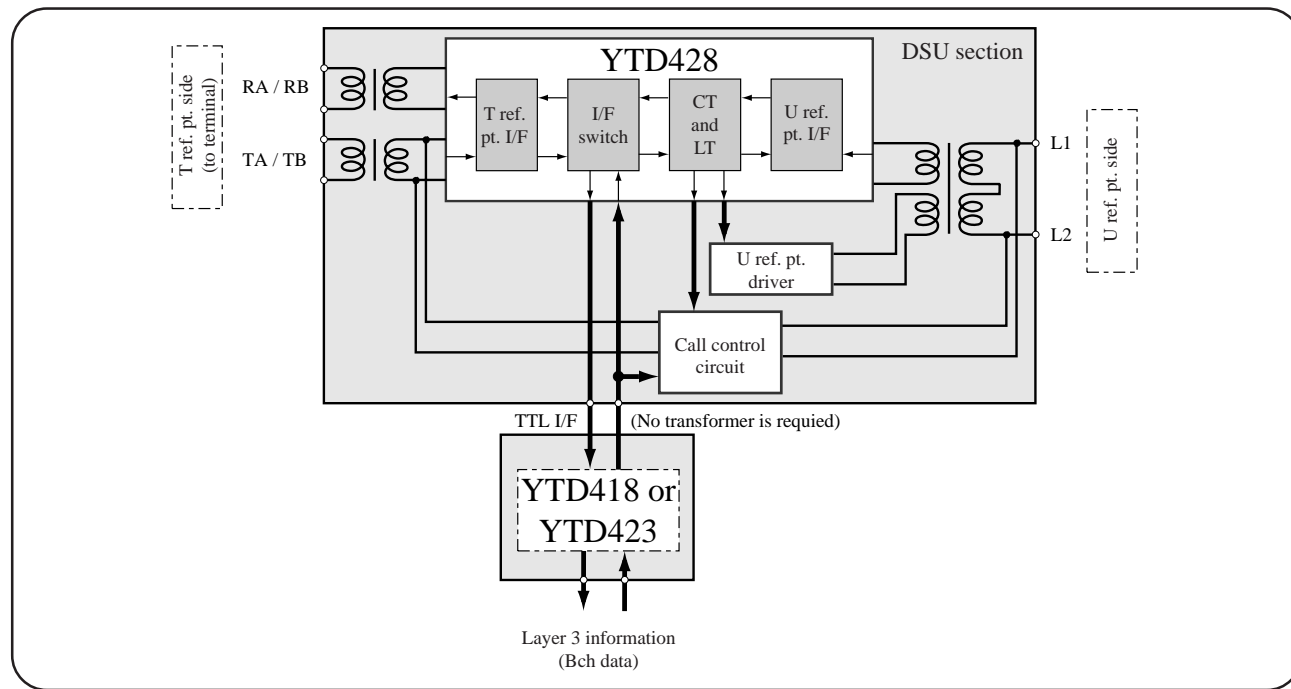 DSU section
YTD428
T ref. pt. side
(to terminal)
RA / RB
TA / TB
T ref.
pt. I/F
I/F
switch
CT
and
LT
U ref.
pt. I/F
L1
L2
U ref. pt. side
U ref. pt.
driver
Call control
circuit
TTL I/F
(No transformer is requied)
YTD418 or
YTD423
Layer 3 information
(Bch data)